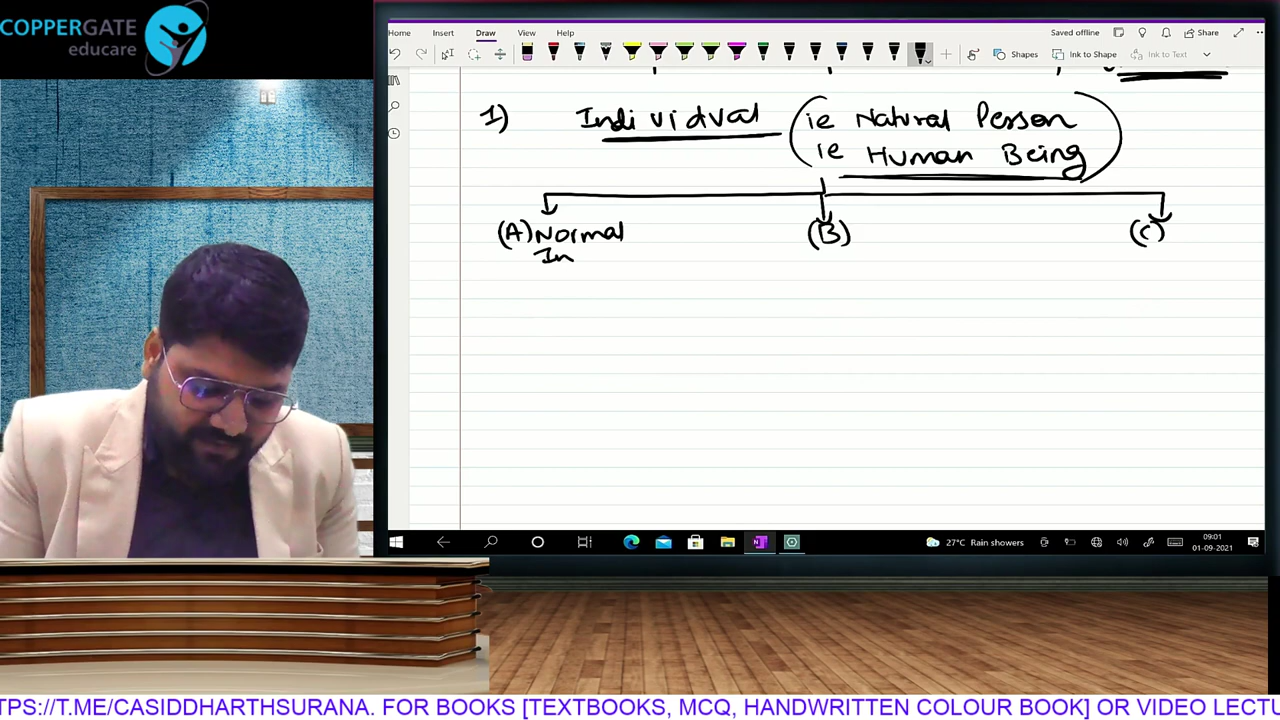 COPPERGATE
educare
Home Insert Draw View Help
Saved offline
Share
Shapes
Ink to Shape
Ink to Text
1) Individual (ie Natural Person
ie Human Being)
(A) Normal
In
(B)
(C)
27°C Rain showers
09:01
01-09-2021
TPS://T.ME/CASIDDHARTHSURANA. FOR BOOKS [TEXTBOOKS, MCQ, HANDWRITTEN COLOUR BOOK] OR VIDEO LECTU